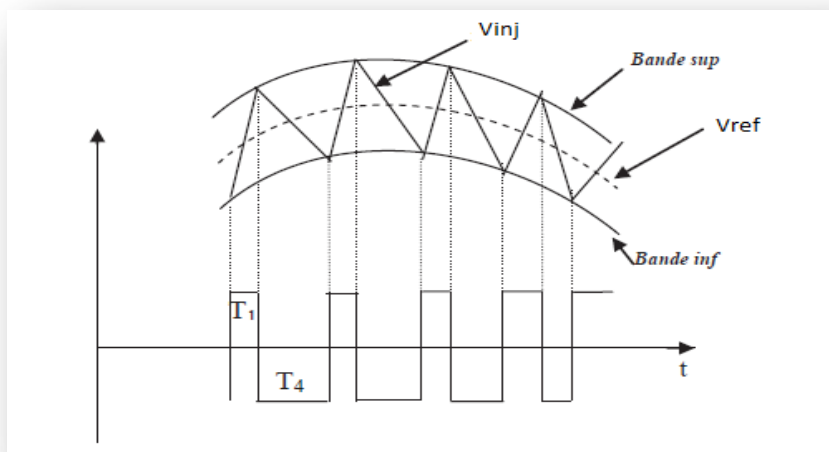 Vinj
Bande sup
Vref
Bande inf
T₁
T₄
t